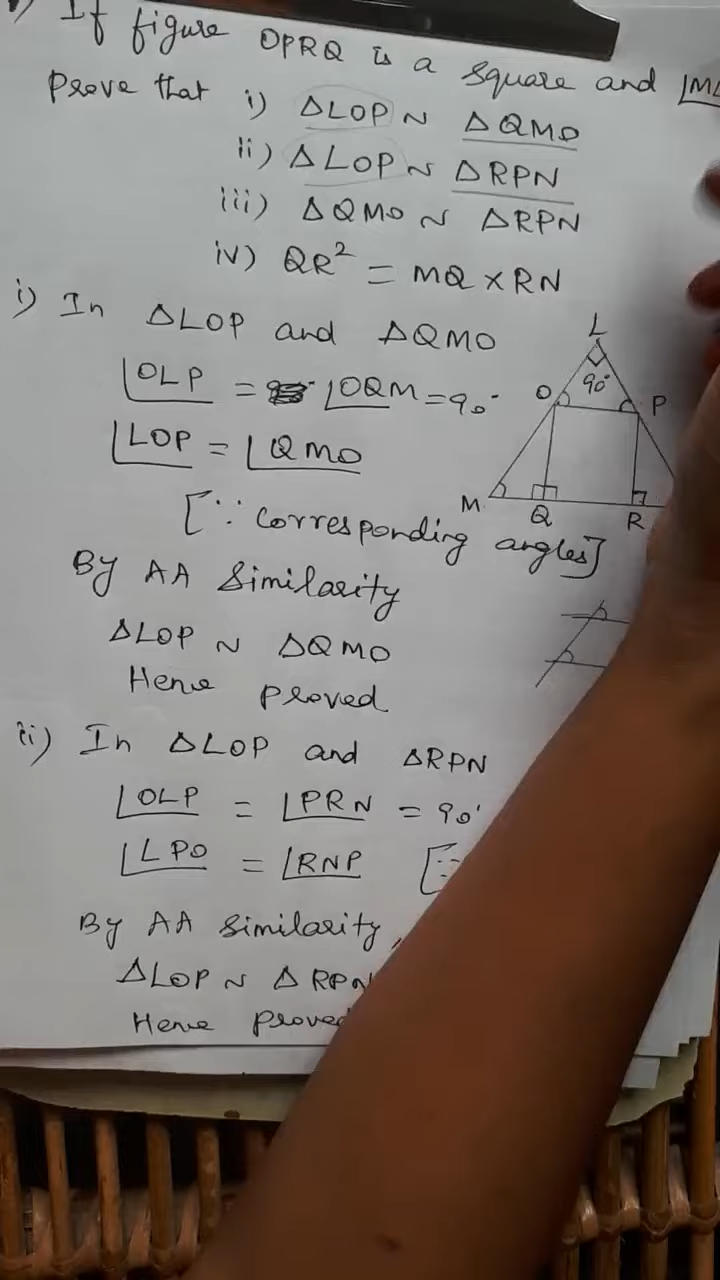 If figure OPRQ is a square and
Prove that i) ΔLOP ~ ΔQMO
ii) ΔLOP ~ ΔRPN
iii) ΔQMO ~ ΔRPN
iv) QR² = MQ × RN
i) In ΔLOP and ΔQMO
∠OLP = ∠OQM = 90°
∠LOP = ∠QMO
[∵ corresponding angles]
By AA Similarity
ΔLOP ~ ΔQMO
Hence proved
L
90°
O P
M Q R
ii) In ΔLOP and ΔRPN
∠OLP = ∠PRN = 90°
∠LPO = ∠RNP [∵
By AA Similarity,
ΔLOP ~ ΔRPN
Hence proved